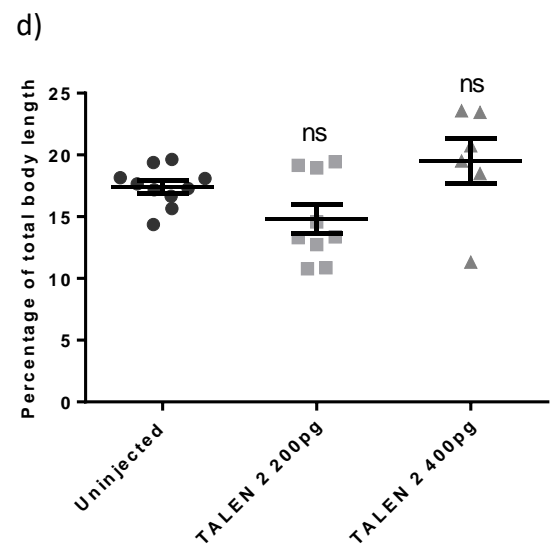 d)
Percentage of total body length
25
20
15
10
5
0
ns
ns
Uninjected
TALEN 2 200pg
TALEN 2 400pg